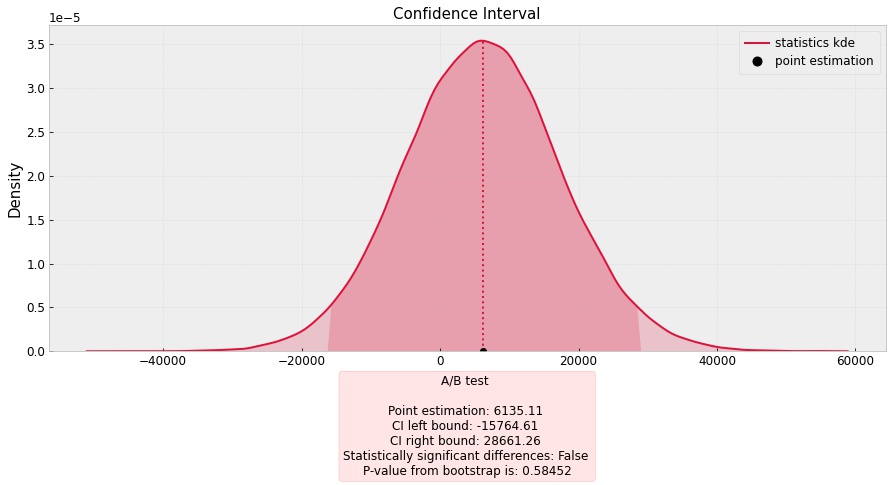 Confidence Interval
1e−5
statistics kde
point estimation
3.5
3.0
2.5
2.0
1.5
1.0
0.5
0.0
Density
−40000 −20000 0 20000 40000 60000
A/B test
Point estimation: 6135.11
CI left bound: -15764.61
CI right bound: 28661.26
Statistically significant differences: False
P-value from bootstrap is: 0.58452